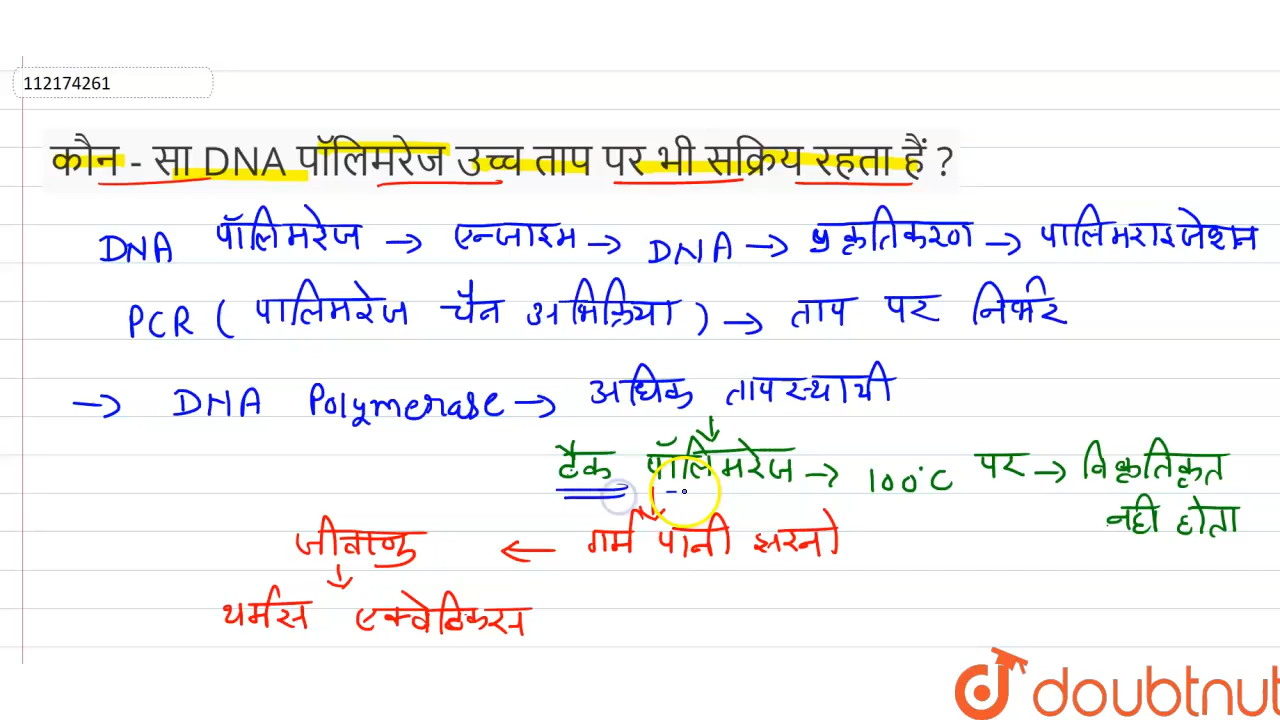 112174261
कौन - सा DNA पॉलिमरेज उच्च ताप पर भी सक्रिय रहता हैं ?
DNA पॉलिमरेज → एन्जाइम → DNA → प्रकृतिकरण → पालिमराइजेशन
PCR ( पालिमरेज चैन अभिक्रिया ) → ताप पर निर्भर
→ DNA Polymerase → अधिक तापस्थायी
टैक पॉलिमरेज → 100°C पर → विकृतिकृत
नही होता
जीवाणु ← गर्म पानी झरनो
थर्मस एक्वेटिकस
doubtnut